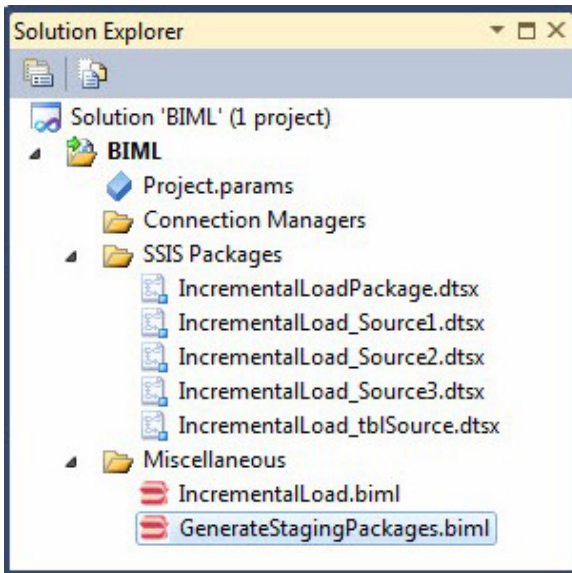 Solution Explorer
Solution 'BIML' (1 project)
BIML
Project.params
Connection Managers
SSIS Packages
IncrementalLoadPackage.dtsx
IncrementalLoad_Source1.dtsx
IncrementalLoad_Source2.dtsx
IncrementalLoad_Source3.dtsx
IncrementalLoad_tblSource.dtsx
Miscellaneous
IncrementalLoad.biml
GenerateStagingPackages.biml